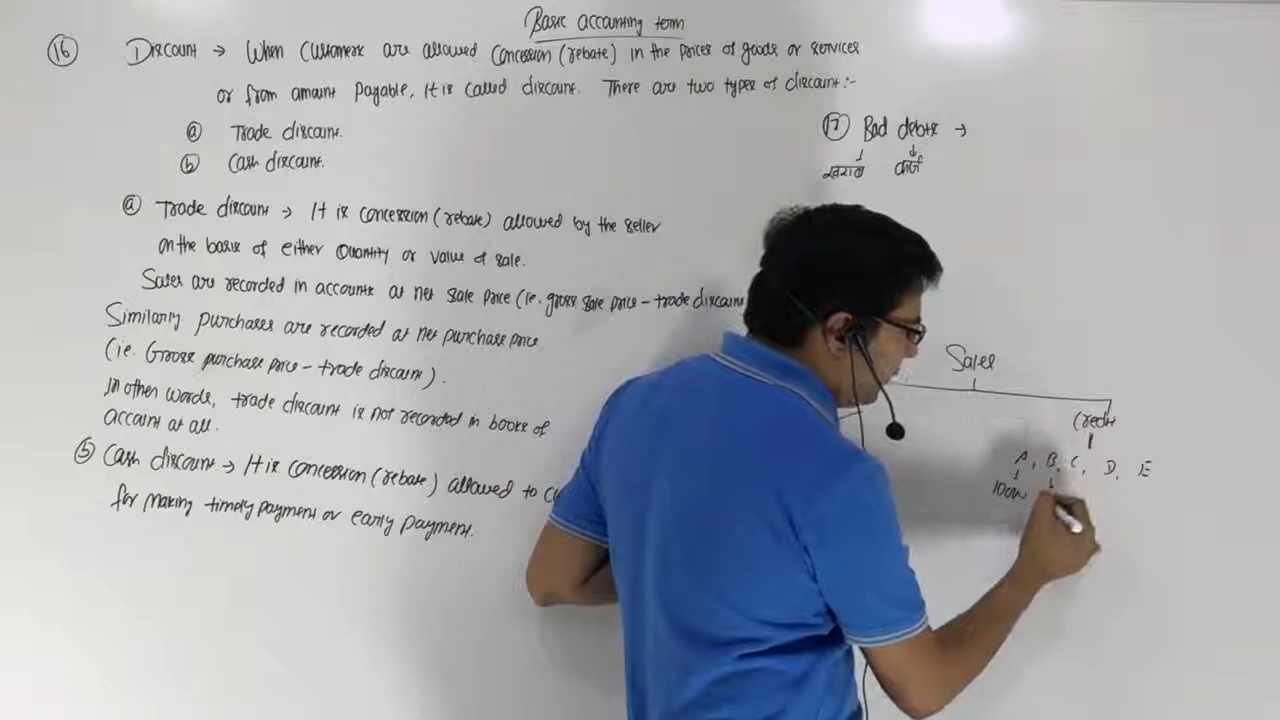 Basic accounting term
16 Discount → When customers are allowed concession (rebate) in the prices of goods or services
or from amount payable, it is called discount. There are two types of discount:-
a Trade discount.
b Cash discount.
a Trade discount → It is concession (rebate) allowed by the seller
on the basis of either Quantity or value of sale.
Sales are recorded in accounts at net sale price (ie. gross sale price - trade discount
Similarly purchases are recorded at net purchase price
(ie. Gross purchase price - trade discount).
In other words, trade discount is not recorded in books of
account at all.
b Cash discount → It is concession (rebate) allowed to
for making timely payment or early payment.
17 Bad debts →
खराब कर्ज
Sales
Credit
A, B, C, D, E